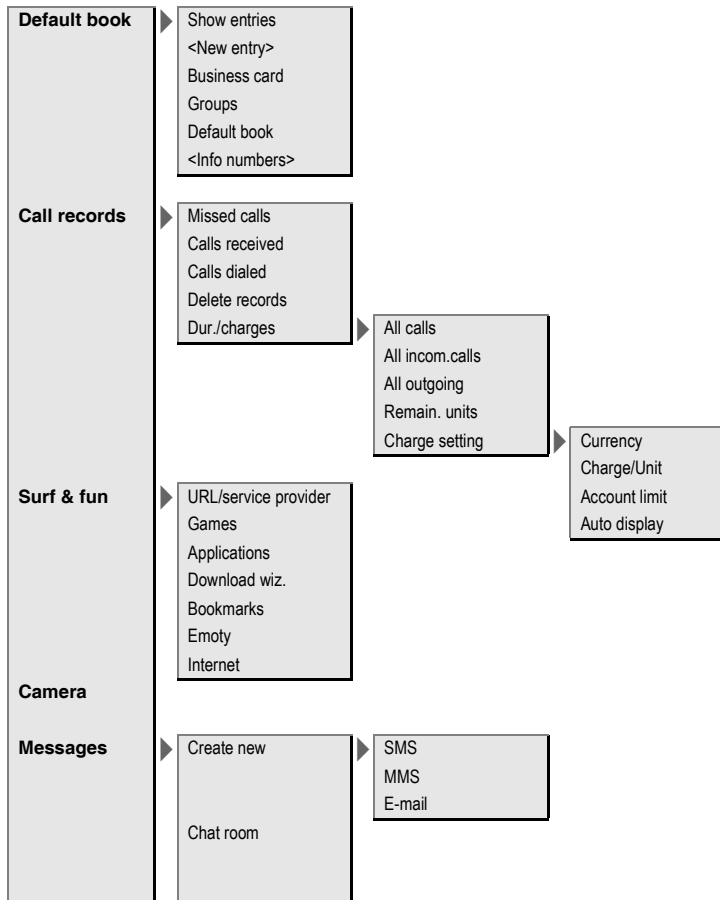 Default book
Show entries
<New entry>
Business card
Groups
Default book
<Info numbers>
Call records
Missed calls
Calls received
Calls dialed
Delete records
Dur./charges
All calls
All incom.calls
All outgoing
Remain. units
Charge setting
Currency
Charge/Unit
Account limit
Auto display
Surf & fun
URL/service provider
Games
Applications
Download wiz.
Bookmarks
Emoty
Internet
Camera
Messages
Create new
SMS
MMS
E-mail
Chat room